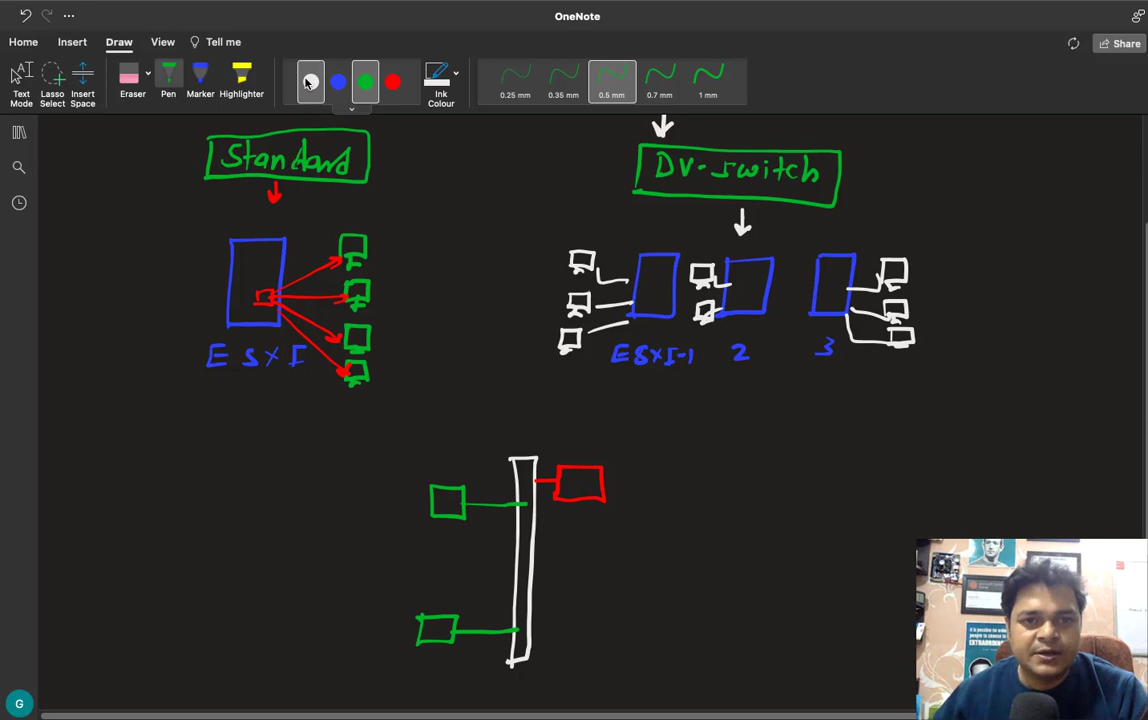 OneNote
Home
Insert
Draw
View
Tell me
Share
Text Mode
Lasso Select
Insert Space
Eraser
Pen
Marker
Highlighter
Ink Colour
0.25 mm
0.35 mm
0.5 mm
0.7 mm
1 mm
Standard
DV-switch
ESXI
ESXI-1
2
3
EXTRAORDINARY
G